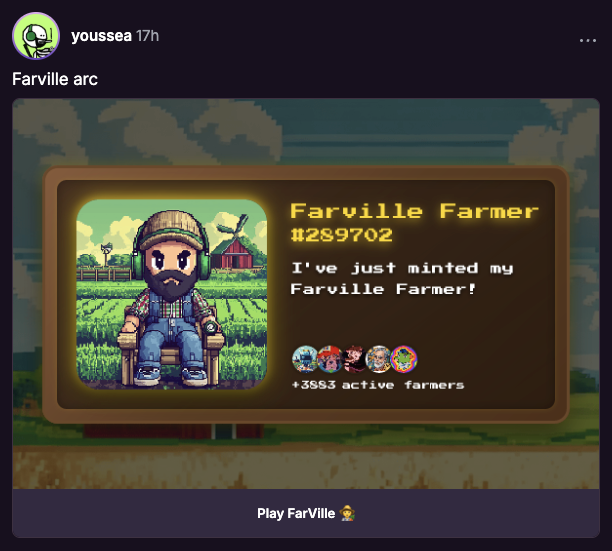 youssea 17h
...
Farville arc
Farville Farmer
#289702
I've just minted my
Farville Farmer!
+3883 active farmers
Play FarVille 🧑‍🌾